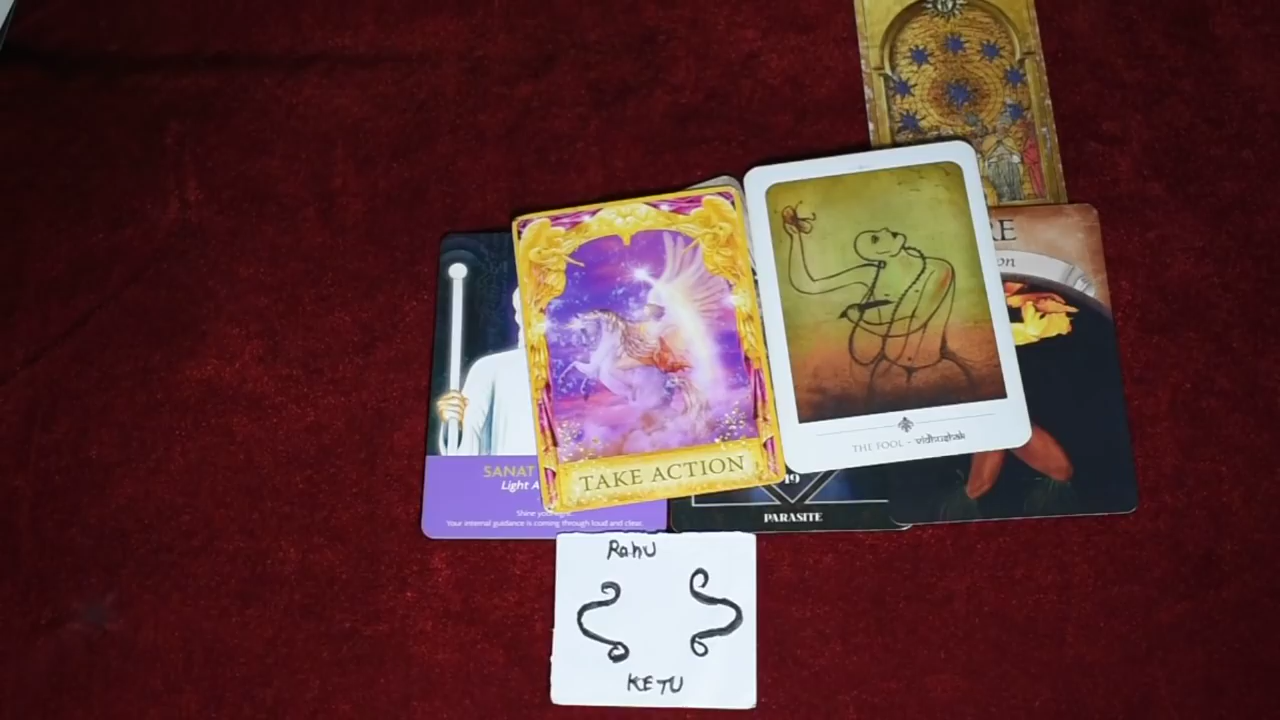 RE
on
SANAT
Light A
Shine your
Your internal guidance is coming through loud and clear.
TAKE ACTION
THE FOOL - vidhushak
19
PARASITE
Rahu
KETU